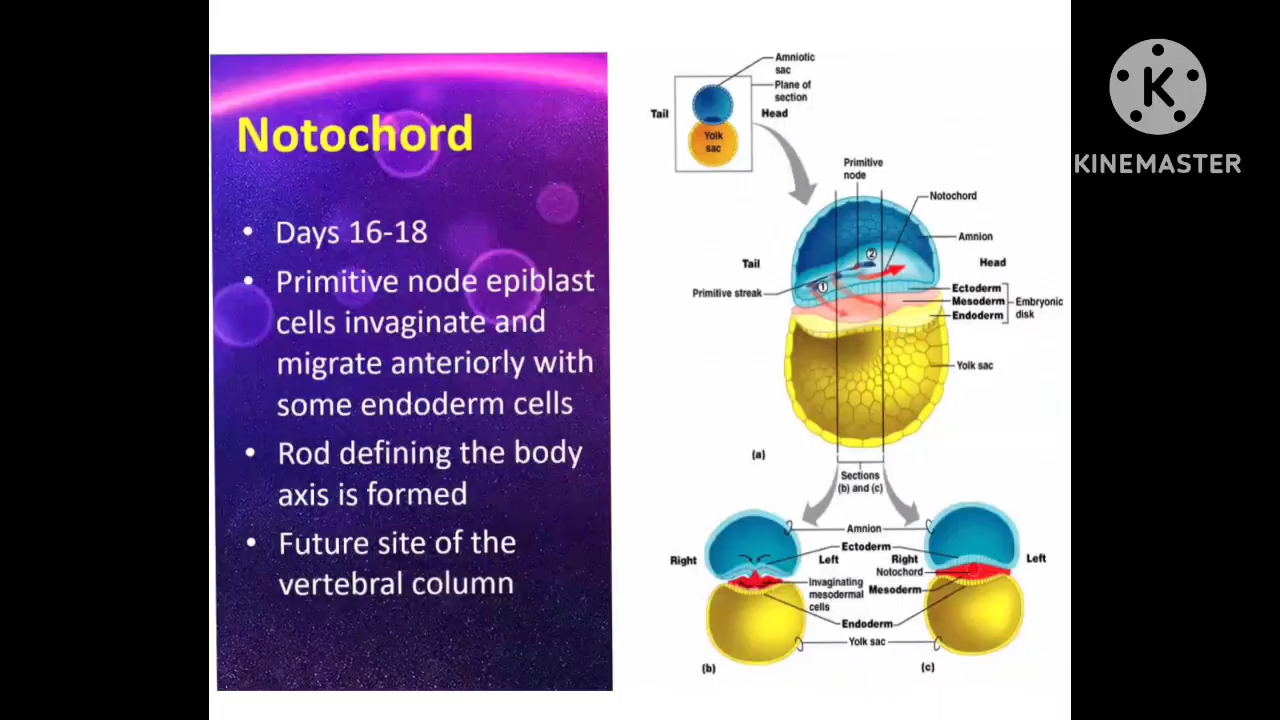 Notochord
• Days 16-18
• Primitive node epiblast
cells invaginate and
migrate anteriorly with
some endoderm cells
• Rod defining the body
axis is formed
• Future site of the
vertebral column
Amniotic
sac
Plane of
section
Tail
Head
Yolk
sac
Primitive
node
Notochord
Amnion
Tail
Head
②
①
Primitive streak
Ectoderm
Mesoderm
Endoderm
Embryonic
disk
Yolk sac
(a)
Sections
(b) and (c)
Amnion
Right
Ectoderm
Left
Right
Left
Notochord
Invaginating
mesodermal
cells
Mesoderm
Endoderm
Yolk sac
(b)
(c)
K
KINEMASTER